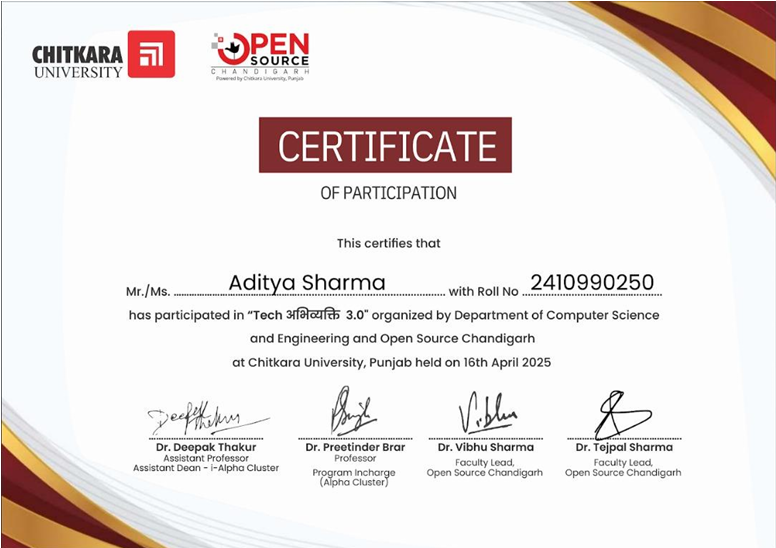 CHITKARA
UNIVERSITY
OPEN
SOURCE
CHANDIGARH
Powered by Chitkara University, Punjab
CERTIFICATE
OF PARTICIPATION
This certifies that
Mr./Ms. Aditya Sharma with Roll No 2410990250
has participated in “Tech अभिव्यक्ति 3.0" organized by Department of Computer Science
and Engineering and Open Source Chandigarh
at Chitkara University, Punjab held on 16th April 2025
Deepak Thakur
Vibhu
Dr. Deepak Thakur
Assistant Professor
Assistant Dean - i-Alpha Cluster
Dr. Preetinder Brar
Professor
Program Incharge
(Alpha Cluster)
Dr. Vibhu Sharma
Faculty Lead,
Open Source Chandigarh
Dr. Tejpal Sharma
Faculty Lead,
Open Source Chandigarh